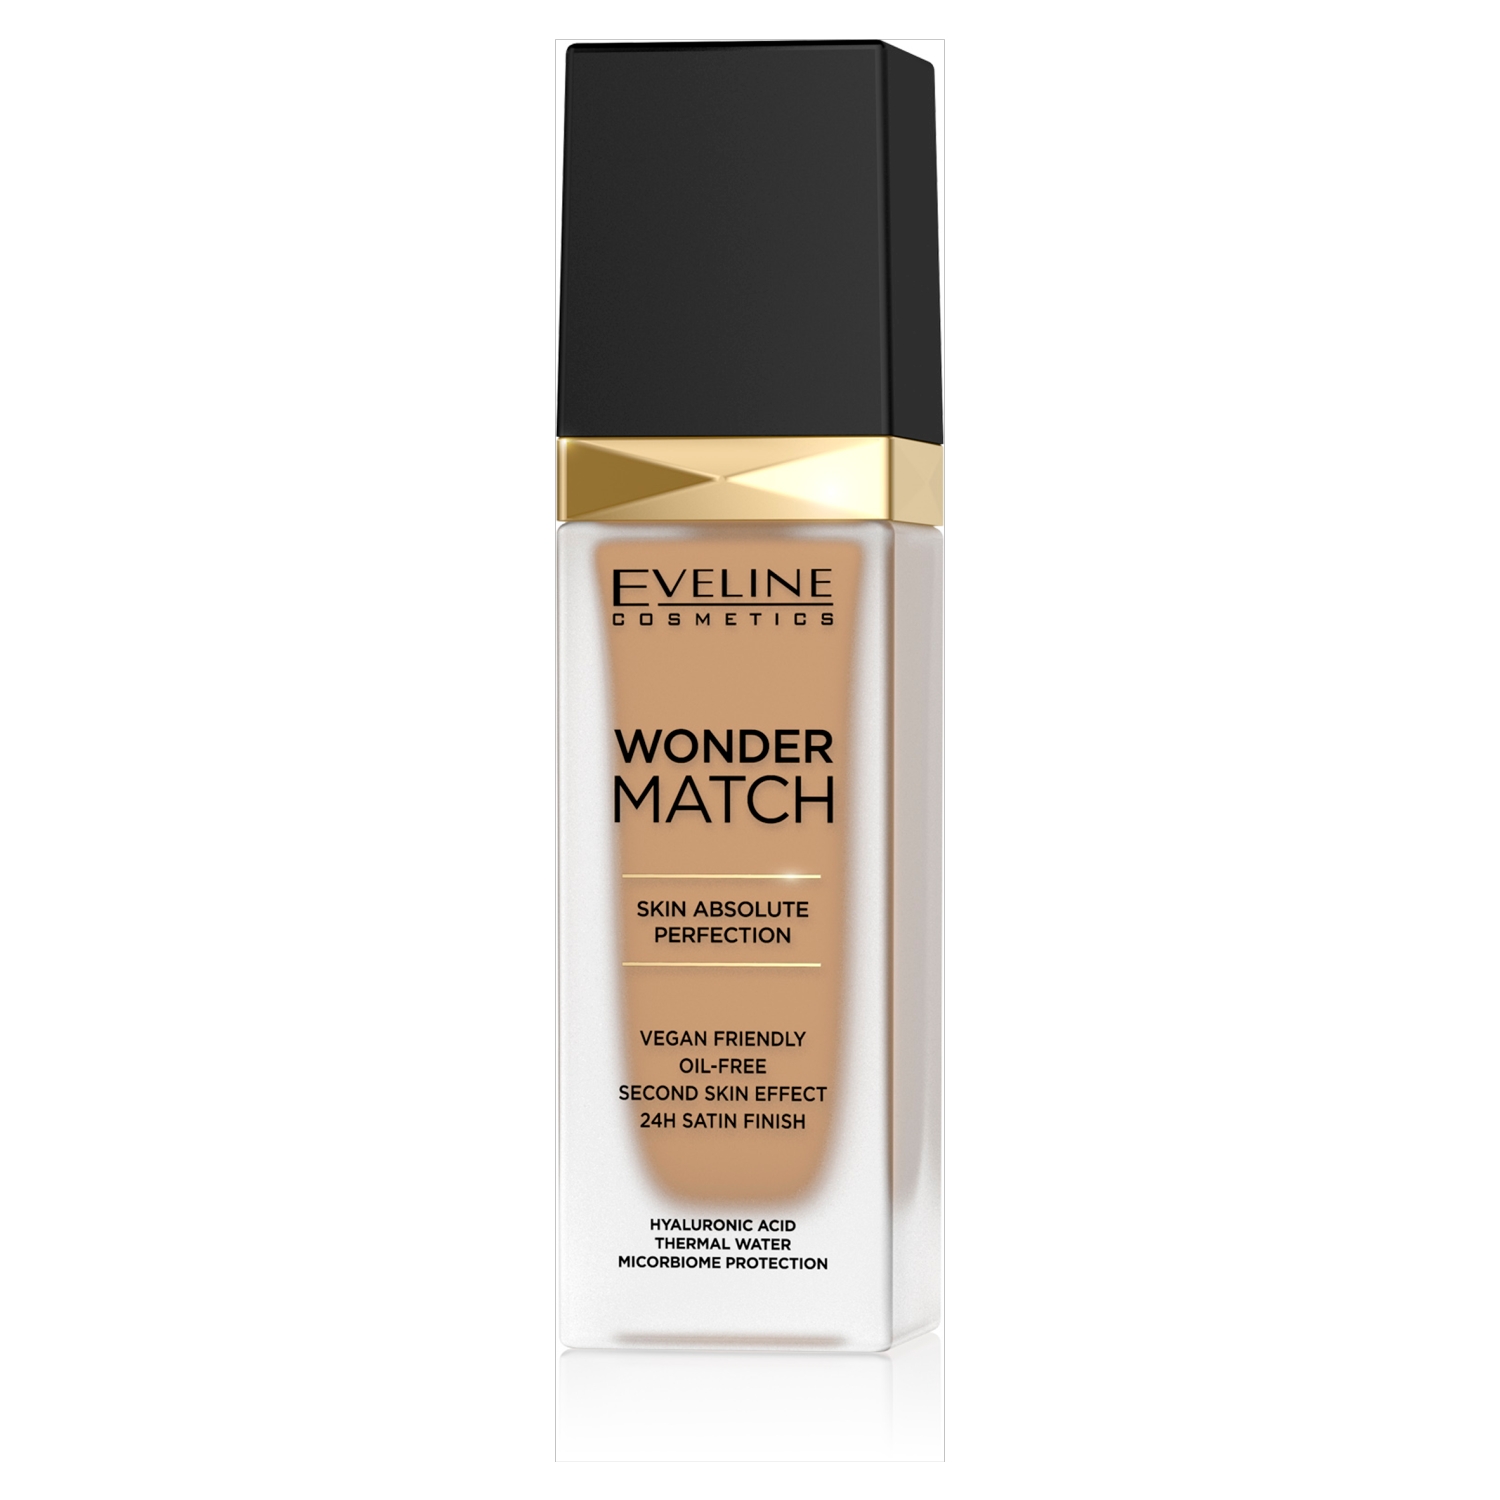 EVELINE
COSMETICS
WONDER
MATCH
SKIN ABSOLUTE
PERFECTION
VEGAN FRIENDLY
OIL-FREE
SECOND SKIN EFFECT
24H SATIN FINISH
HYALURONIC ACID
THERMAL WATER
MICORBIOME PROTECTION